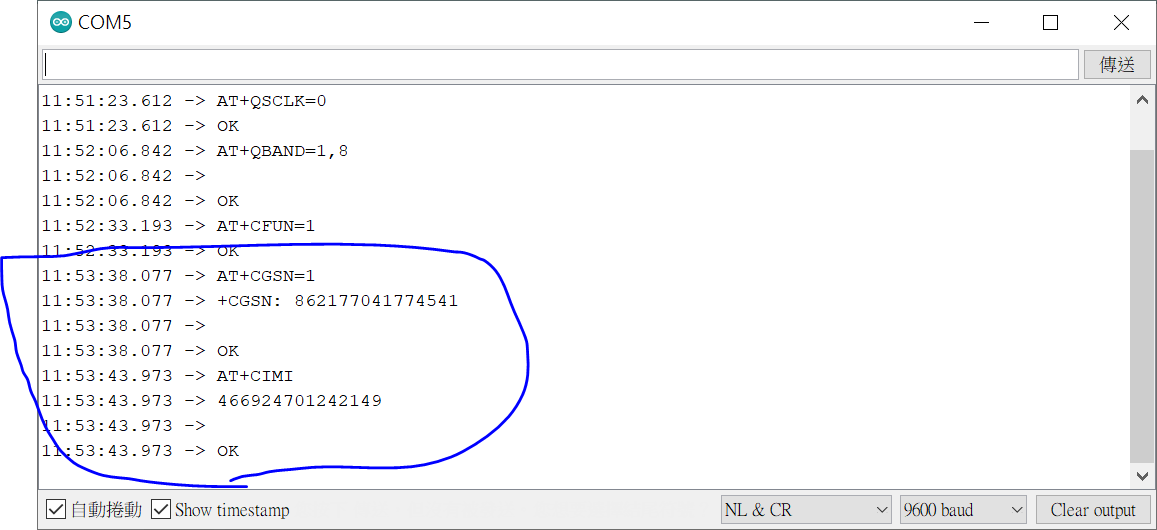 COM5
傳送
11:51:23.612 -> AT+QSCLK=0
11:51:23.612 -> OK
11:52:06.842 -> AT+QBAND=1,8
11:52:06.842 ->
11:52:06.842 -> OK
11:52:33.193 -> AT+CFUN=1
11:52:33.193 -> OK
11:53:38.077 -> AT+CGSN=1
11:53:38.077 -> +CGSN: 862177041774541
11:53:38.077 ->
11:53:38.077 -> OK
11:53:43.973 -> AT+CIMI
11:53:43.973 -> 466924701242149
11:53:43.973 ->
11:53:43.973 -> OK
自動捲動 Show timestamp NL & CR 9600 baud Clear output